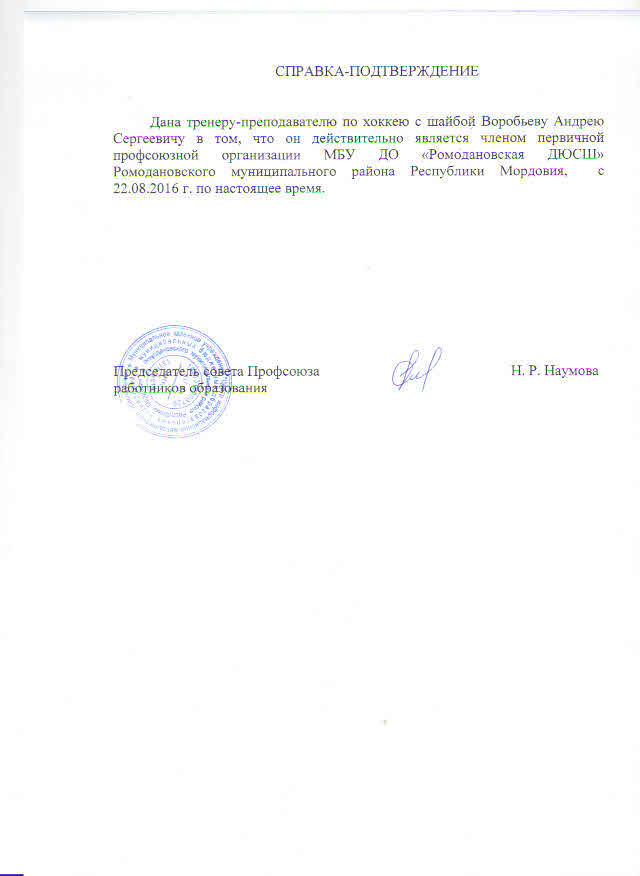 СПРАВКА-ПОДТВЕРЖДЕНИЕ
Дана тренеру-преподавателю по хоккею с шайбой Воробьеву Андрею
Сергеевичу в том, что он действительно является членом первичной
профсоюзной организации МБУ ДО «Ромодановская ДЮСШ»
Ромодановского муниципального района Республики Мордовия, с
22.08.2016 г. по настоящее время.
Председатель совета Профсоюза Н. Р. Наумова
работников образования